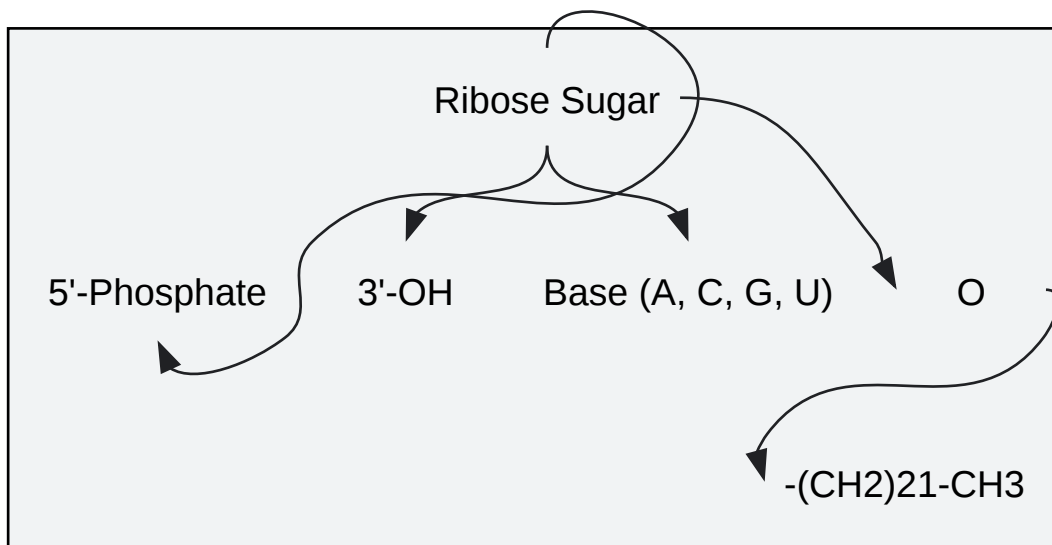 Ribose Sugar
5'-Phosphate 3'-OH Base (A, C, G, U) O
-(CH2)21-CH3